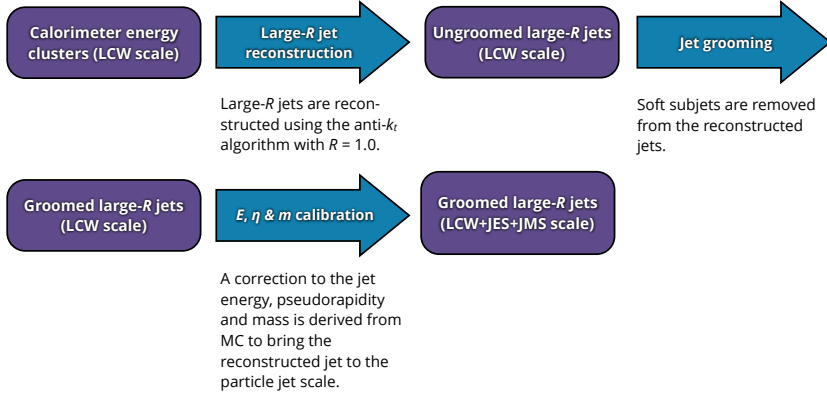 Calorimeter energy
clusters (LCW scale)
Large-R jet
reconstruction
Ungroomed large-R jets
(LCW scale)
Jet grooming
Large-R jets are recon-
structed using the anti-kt
algorithm with R = 1.0.
Soft subjets are removed
from the reconstructed
jets.
Groomed large-R jets
(LCW scale)
E, η & m calibration
Groomed large-R jets
(LCW+JES+JMS scale)
A correction to the jet
energy, pseudorapidity
and mass is derived from
MC to bring the
reconstructed jet to the
particle jet scale.